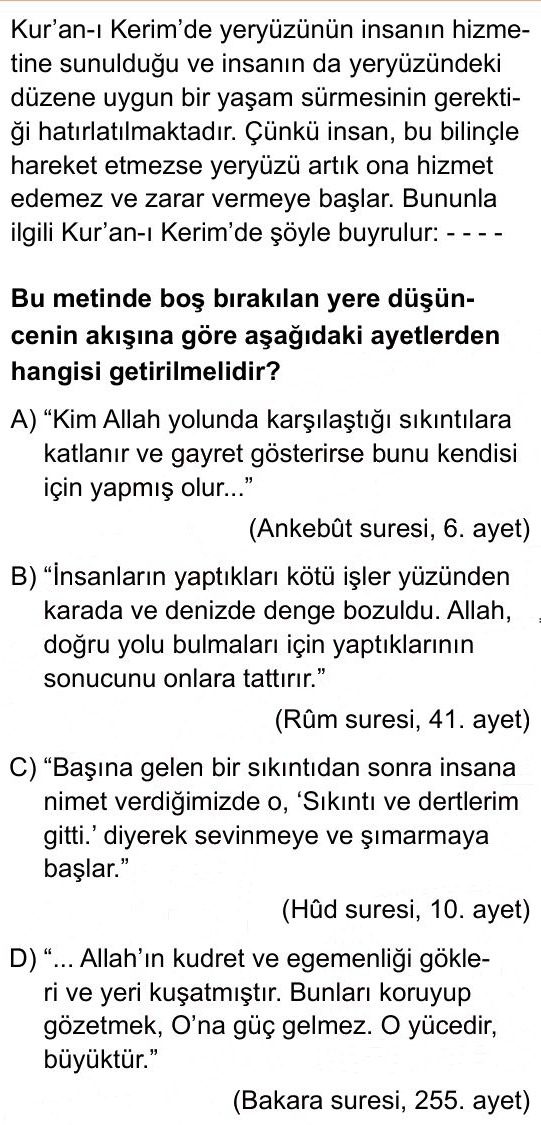 Kur’an-ı Kerim’de yeryüzünün insanın hizme-
tine sunulduğu ve insanın da yeryüzündeki
düzene uygun bir yaşam sürmesinin gerekti-
ği hatırlatılmaktadır. Çünkü insan, bu bilinçle
hareket etmezse yeryüzü artık ona hizmet
edemez ve zarar vermeye başlar. Bununla
ilgili Kur’an-ı Kerim’de şöyle buyrulur: - - - -
Bu metinde boş bırakılan yere düşün-
cenin akışına göre aşağıdaki ayetlerden
hangisi getirilmelidir?
A) “Kim Allah yolunda karşılaştığı sıkıntılara
katlanır ve gayret gösterirse bunu kendisi
için yapmış olur...”
(Ankebût suresi, 6. ayet)
B) “İnsanların yaptıkları kötü işler yüzünden
karada ve denizde denge bozuldu. Allah,
doğru yolu bulmaları için yaptıklarının
sonucunu onlara tattırır.”
(Rûm suresi, 41. ayet)
C) “Başına gelen bir sıkıntıdan sonra insana
nimet verdiğimizde o, ‘Sıkıntı ve dertlerim
gitti.’ diyerek sevinmeye ve şımarmaya
başlar.”
(Hûd suresi, 10. ayet)
D) “... Allah’ın kudret ve egemenliği gökle-
ri ve yeri kuşatmıştır. Bunları koruyup
gözetmek, O’na güç gelmez. O yücedir,
büyüktür.”
(Bakara suresi, 255. ayet)